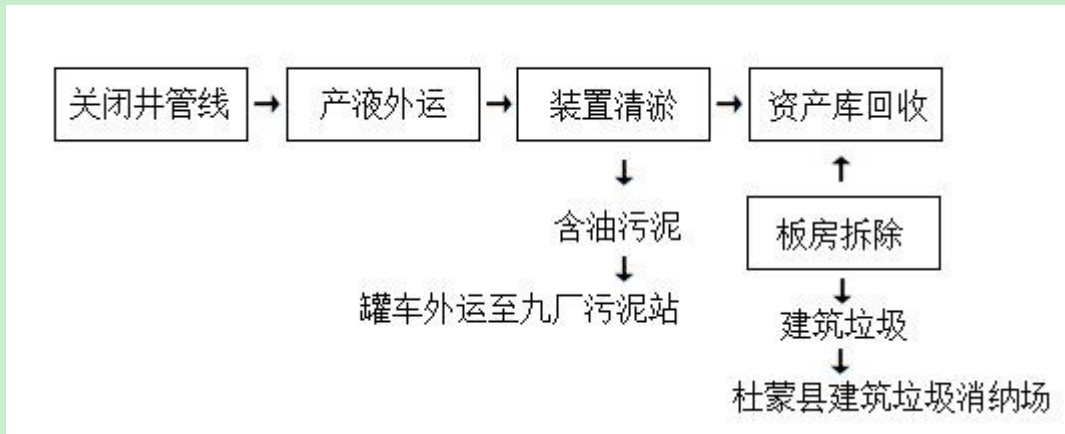 关闭井管线 → 产液外运 → 装置清淤 → 资产库回收
含油污泥
板房拆除
罐车外运至九厂污泥站
建筑垃圾
杜蒙县建筑垃圾消纳场